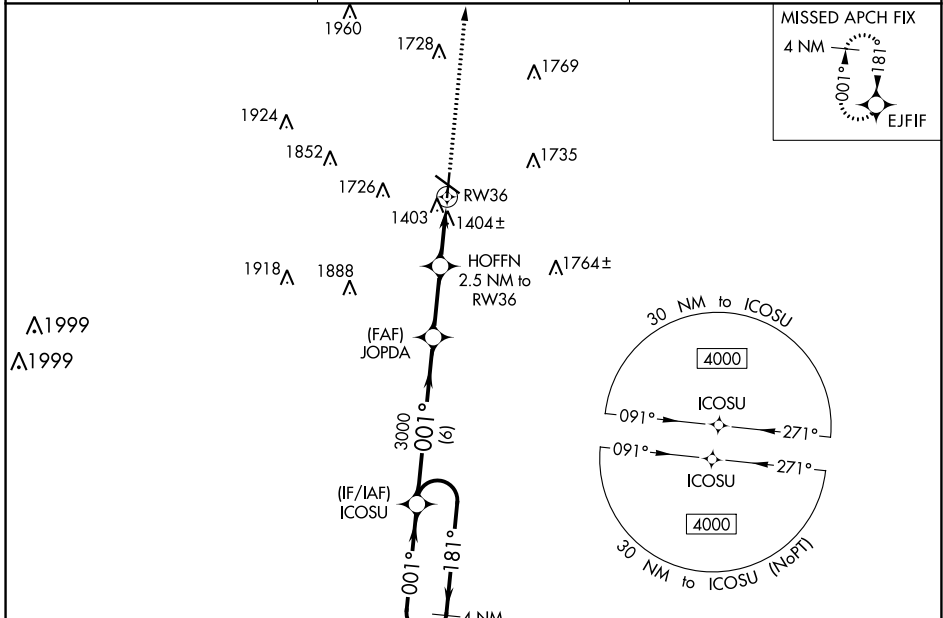 MISSED APCH FIX
4 NM
181°
001°
EJFIF
1960
1728
1769
1924
1852
1735
1726
RW36
1403
1404±
HOFFN
2.5 NM to
RW36
1764±
1918
1888
1999
1999
(FAF)
JOPDA
3000
001°
(6)
(IF/IAF)
ICOSU
001°
181°
4 NM
30 NM to ICOSU
4000
ICOSU
091°
271°
091°
271°
ICOSU
4000
30 NM to ICOSU (NoPT)